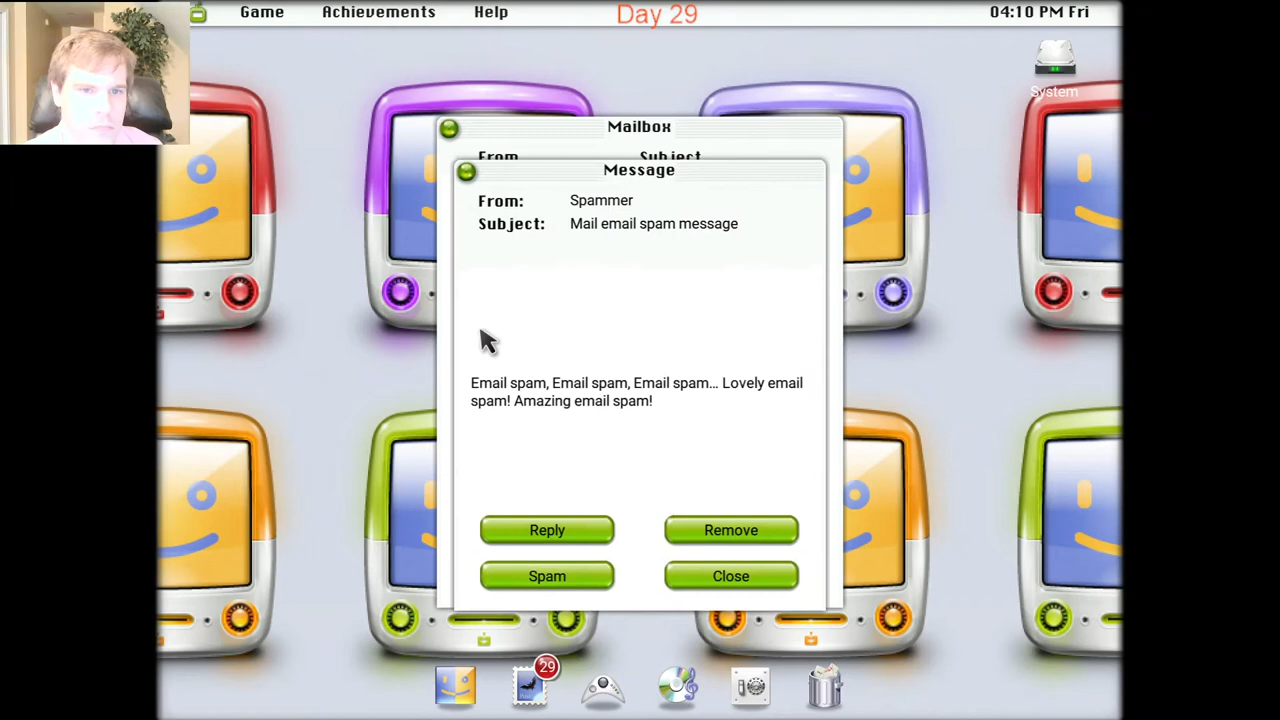 Game Achievements Help Day 29 04:10 PM Fri
System
Mailbox
From Subject
Message
From: Spammer
Subject: Mail email spam message
Email spam, Email spam, Email spam... Lovely email
spam! Amazing email spam!
Reply Remove
Spam Close
29